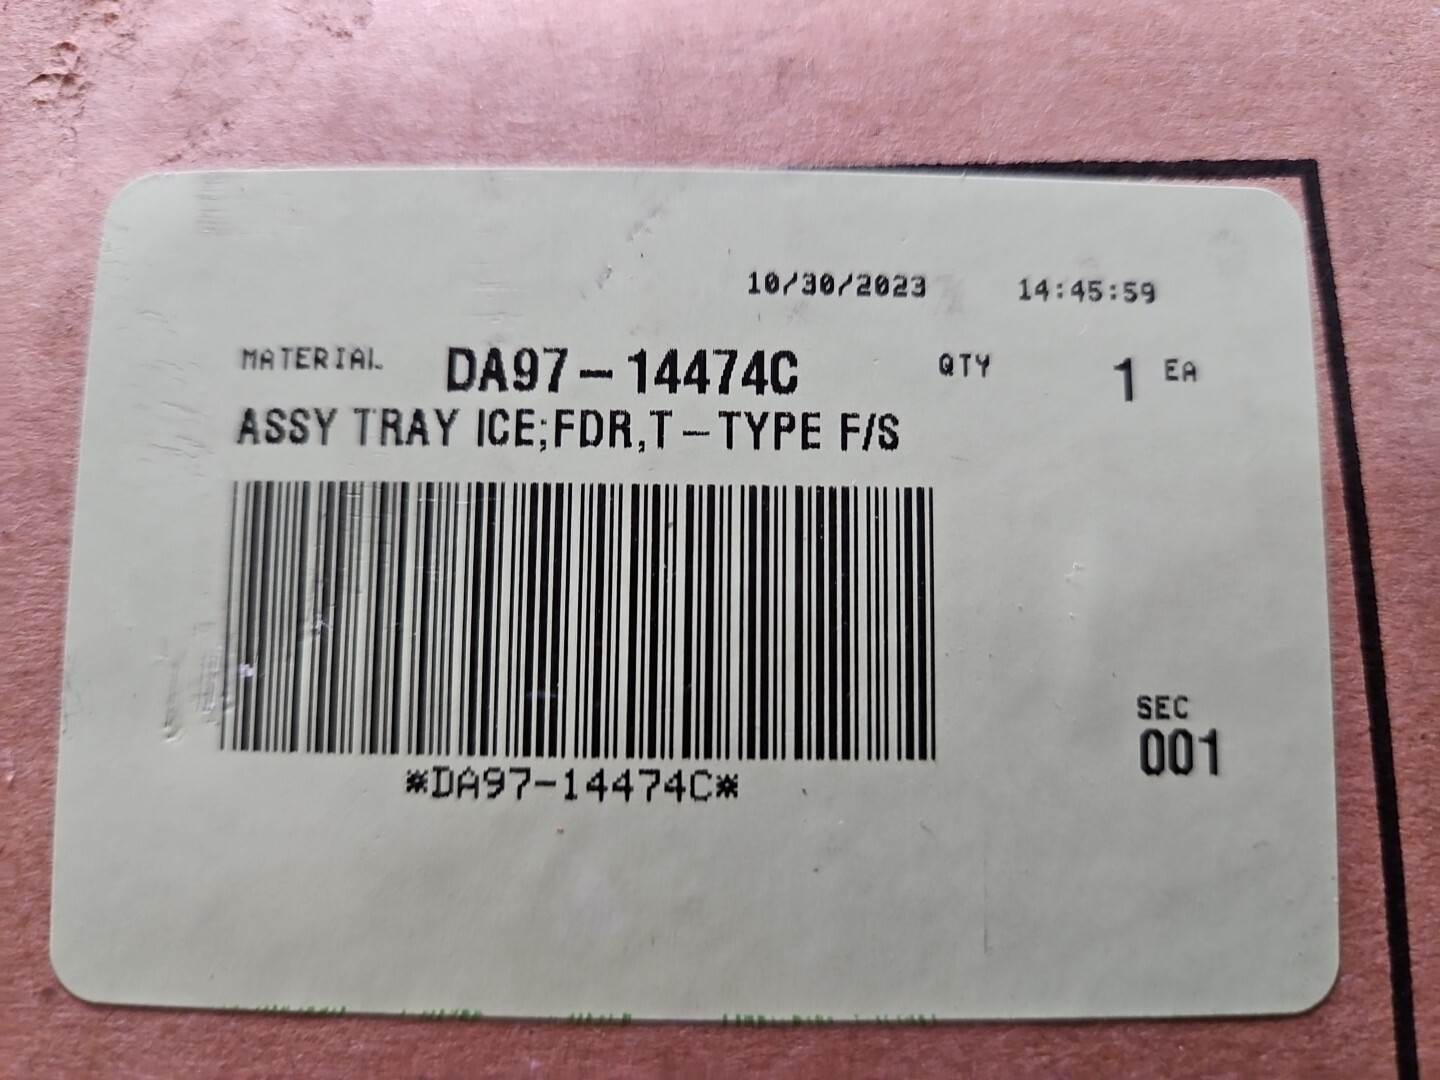 10/30/2023 14:45:59
MATERIAL DA97-14474C QTY 1 EA
ASSY TRAY ICE;FDR,T-TYPE F/S
*DA97-14474C*
SEC
001